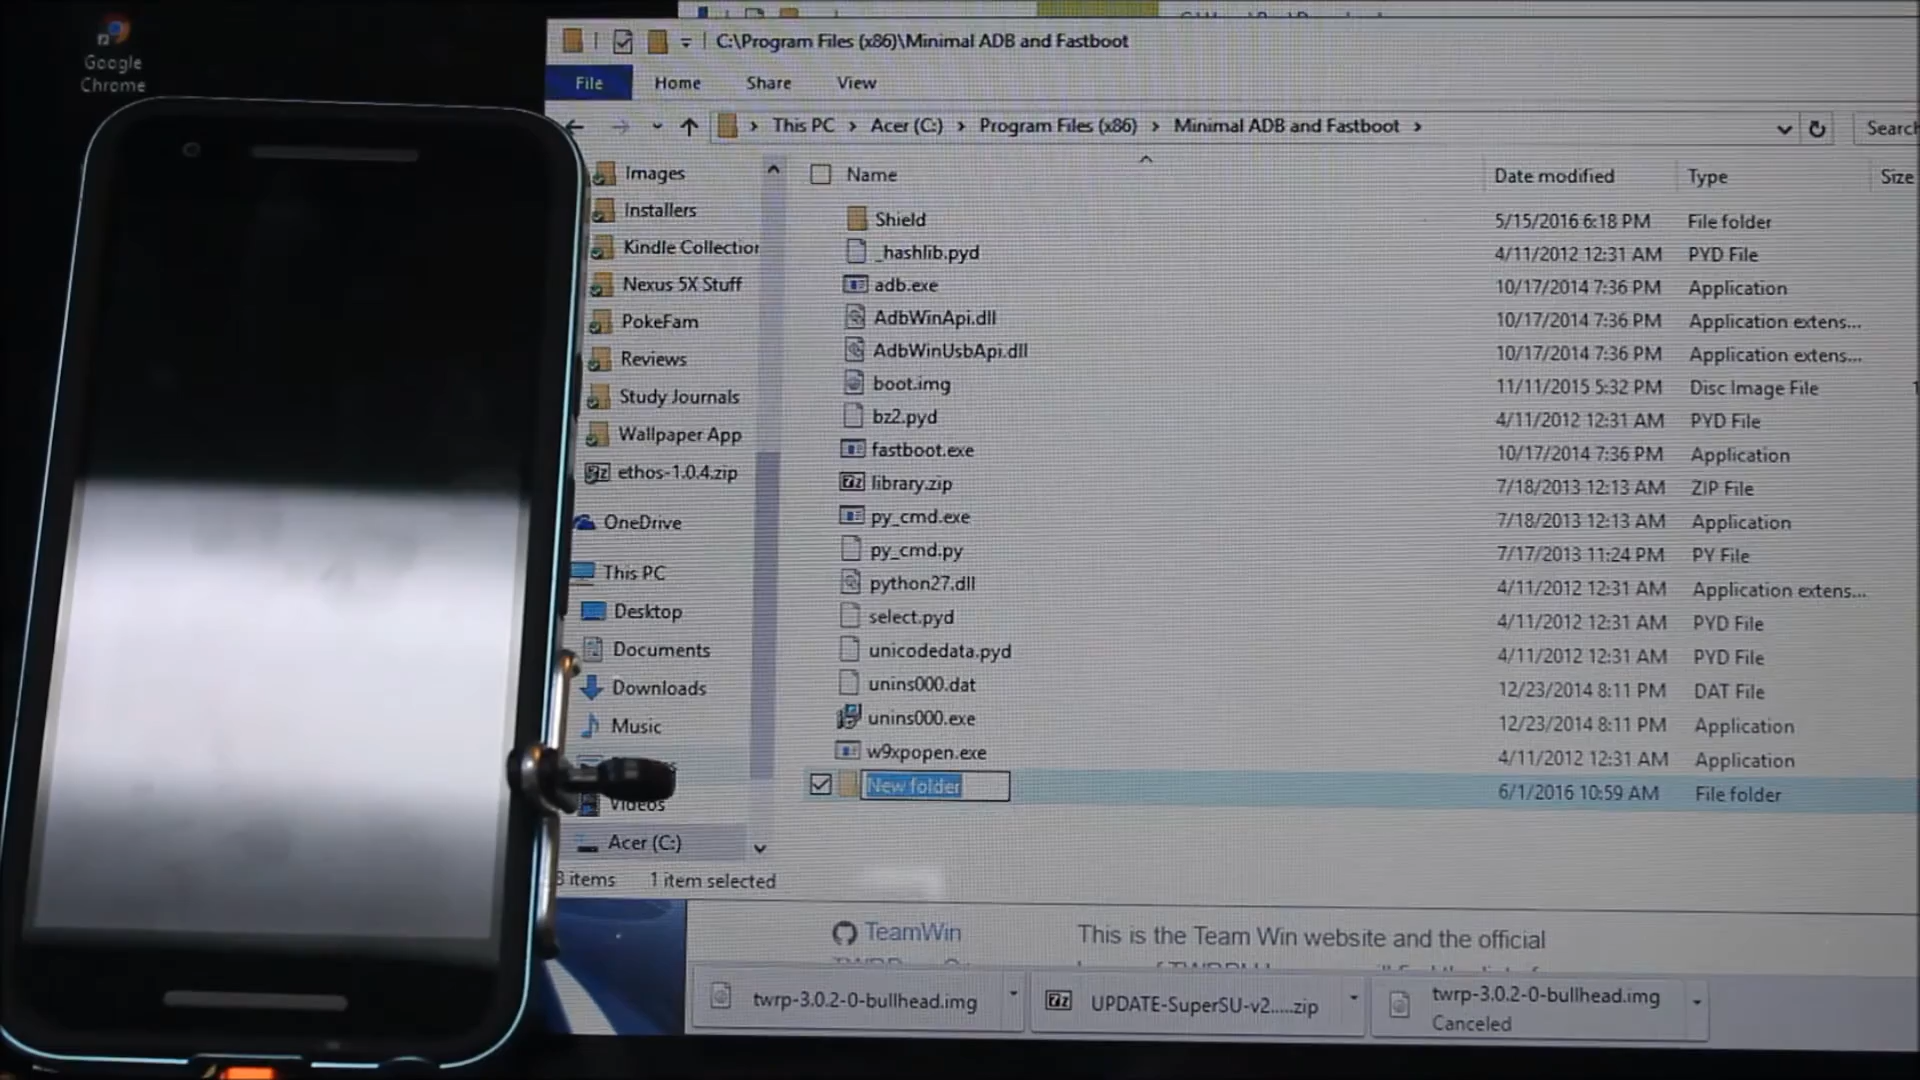 Google
Chrome
C:\Program Files (x86)\Minimal ADB and Fastboot
File Home Share View
This PC > Acer (C:) > Program Files (x86) > Minimal ADB and Fastboot >
Search
Images
Installers
Kindle Collection
Nexus 5X Stuff
PokeFam
Reviews
Study Journals
Wallpaper App
ethos-1.0.4.zip
OneDrive
This PC
Desktop
Documents
Downloads
Music
Videos
Acer (C:)
Name Date modified Type Size
Shield 5/15/2016 6:18 PM File folder
_hashlib.pyd 4/11/2012 12:31 AM PYD File
adb.exe 10/17/2014 7:36 PM Application
AdbWinApi.dll 10/17/2014 7:36 PM Application extens...
AdbWinUsbApi.dll 10/17/2014 7:36 PM Application extens...
boot.img 11/11/2015 5:32 PM Disc Image File 1
bz2.pyd 4/11/2012 12:31 AM PYD File
fastboot.exe 10/17/2014 7:36 PM Application
library.zip 7/18/2013 12:13 AM ZIP File
py_cmd.exe 7/18/2013 12:13 AM Application
py_cmd.py 7/17/2013 11:24 PM PY File
python27.dll 4/11/2012 12:31 AM Application extens...
select.pyd 4/11/2012 12:31 AM PYD File
unicodedata.pyd 4/11/2012 12:31 AM PYD File
unins000.dat 12/23/2014 8:11 PM DAT File
unins000.exe 12/23/2014 8:11 PM Application
w9xpopen.exe 4/11/2012 12:31 AM Application
New folder 6/1/2016 10:59 AM File folder
8 items 1 item selected
TeamWin
This is the Team Win website and the official
twrp-3.0.2-0-bullhead.img
UPDATE-SuperSU-v2.....zip
twrp-3.0.2-0-bullhead.img
Canceled